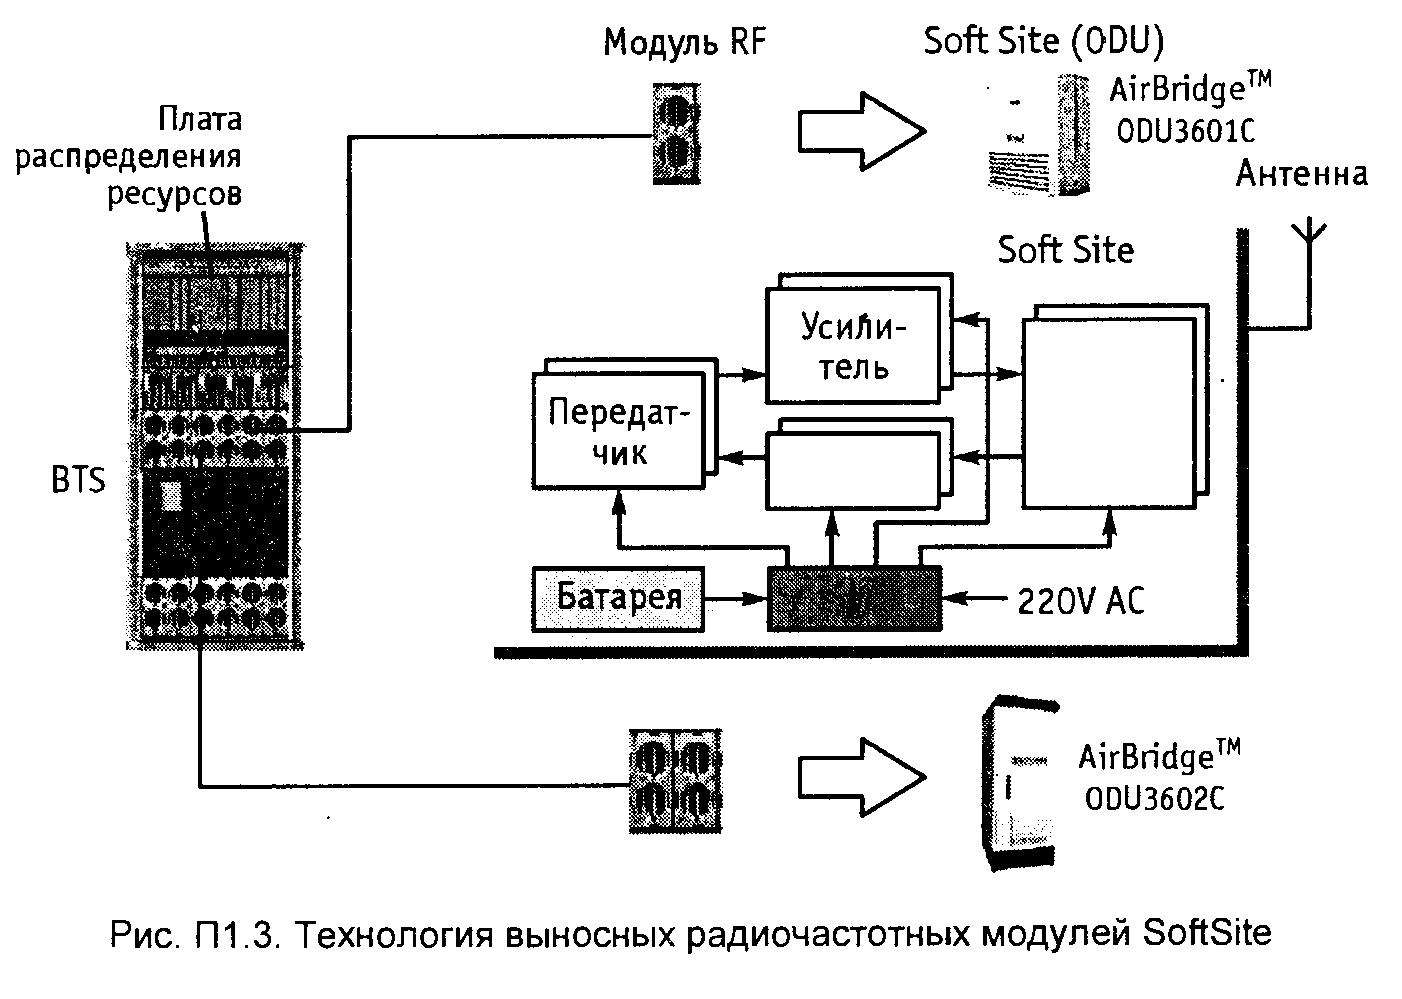 Модуль RF
Soft Site (ODU)
AirBridge™
ODU3601C
Плата
распределения
ресурсов
Антенна
Soft Site
Усили-
тель
Передат-
чик
BTS
Батарея
220V AC
AirBridge™
ODU3602C
Рис. П1.3. Технология выносных радиочастотных модулей SoftSite